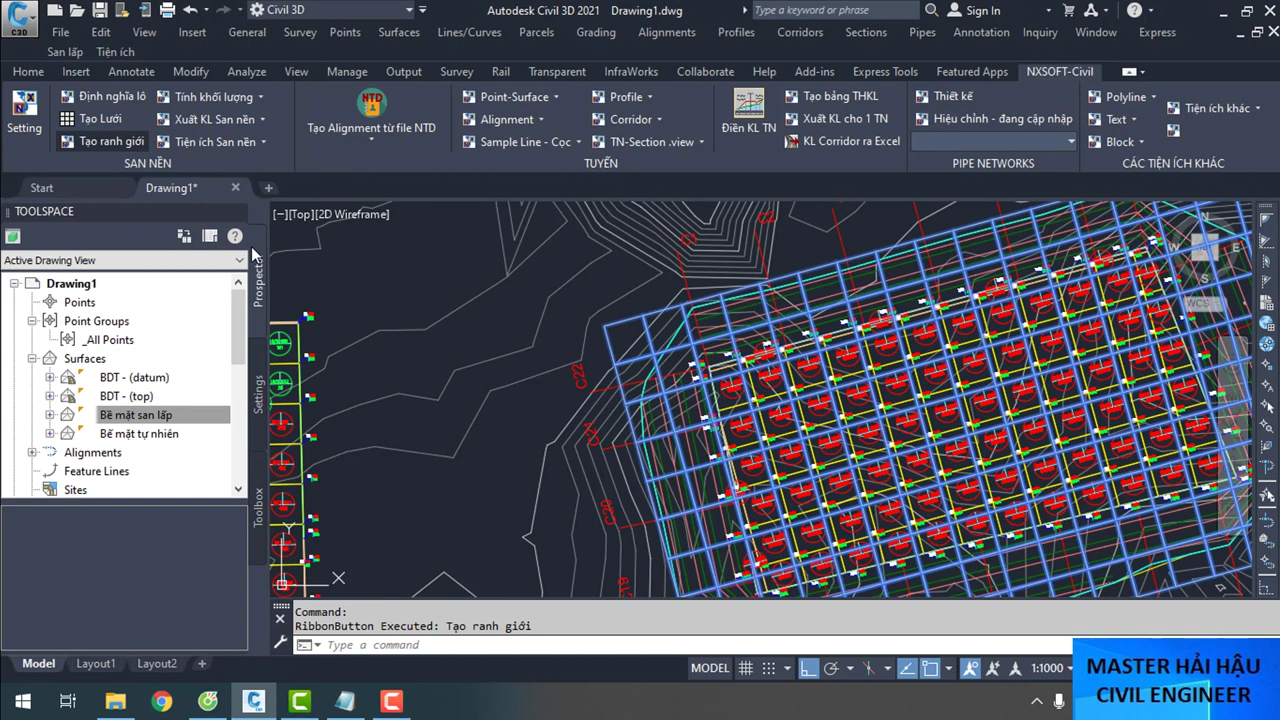 C3D
Civil 3D
Autodesk Civil 3D 2021 Drawing1.dwg
Type a keyword or phrase
Sign In
File Edit View Insert General Survey Points Surfaces Lines/Curves Parcels Grading Alignments Profiles Corridors Sections Pipes Annotation Inquiry Window Express
San lấp Tiện ích
Home Insert Annotate Modify Analyze View Manage Output Survey Rail Transparent InfraWorks Collaborate Help Add-ins Express Tools Featured Apps NXSOFT-Civil
Setting
Định nghĩa lô
Tạo Lưới
Tạo ranh giới
Tính khối lượng
Xuất KL San nền
Tiện ích San nền
SAN NỀN
NTD
Tạo Alignment từ file NTD
Point-Surface
Alignment
Sample Line - Cọc
Profile
Corridor
TN-Section .view
TUYẾN
Điền KL TN
Tạo bảng THKL
Xuất KL cho 1 TN
KL Corridor ra Excel
Thiết kế
Hiệu chỉnh - đang cập nhập
PIPE NETWORKS
Polyline
Text
Block
Tiện ích khác
CÁC TIỆN ÍCH KHÁC
Start
Drawing1*
TOOLSPACE
Active Drawing View
Drawing1
Points
Point Groups
_All Points
Surfaces
BDT - (datum)
BDT - (top)
Bề mặt san lấp
Bế mặt tự nhiên
Alignments
Feature Lines
Sites
Prospector
Settings
Toolbox
[−][Top][2D Wireframe]
C22
C20
C19
N
W
E
S
WCS
Y
Command:
RibbonButton Executed: Tạo ranh giới
Type a command
Model Layout1 Layout2
MODEL
1:1000
MASTER HẢI HẬU
CIVIL ENGINEER